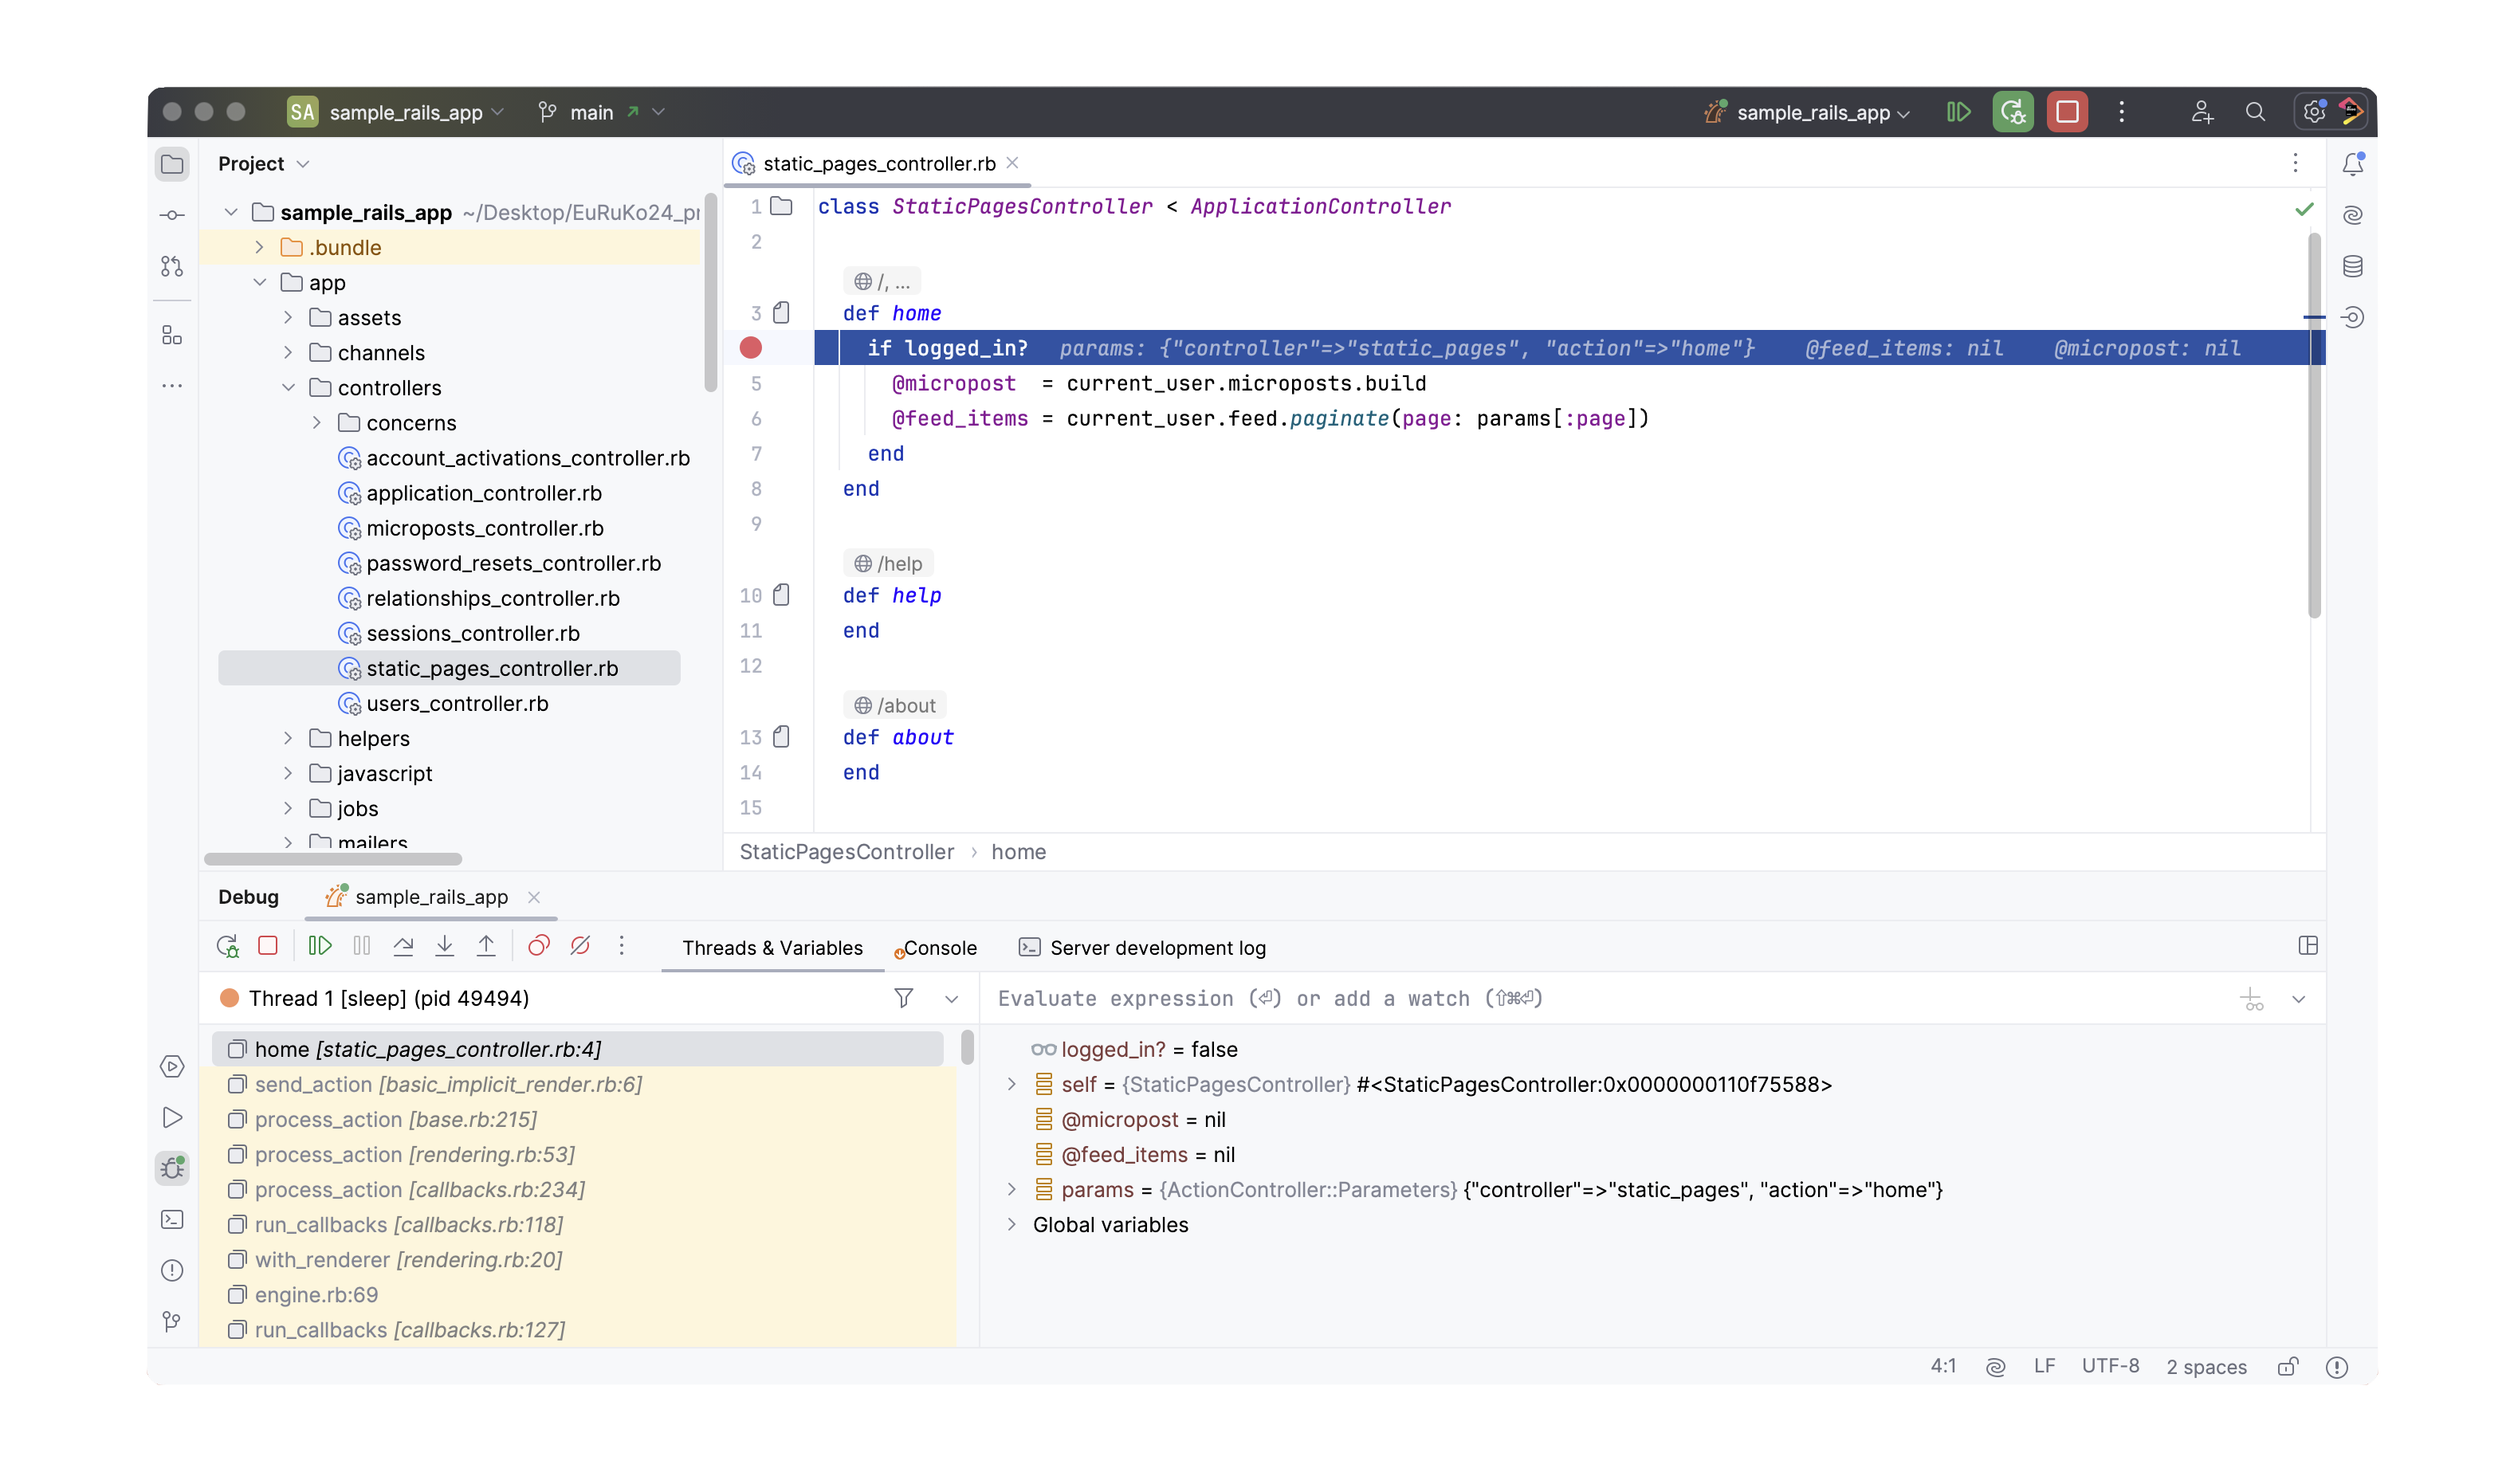 SA sample_rails_app main sample_rails_app
Project
sample_rails_app ~/Desktop/EuRuKo24_pr
.bundle
app
assets
channels
controllers
concerns
account_activations_controller.rb
application_controller.rb
microposts_controller.rb
password_resets_controller.rb
relationships_controller.rb
sessions_controller.rb
static_pages_controller.rb
users_controller.rb
helpers
javascript
jobs
mailers
static_pages_controller.rb
1 class StaticPagesController < ApplicationController
2
/, ...
3 def home
if logged_in? params: {"controller"=>"static_pages", "action"=>"home"} @feed_items: nil @micropost: nil
5 @micropost = current_user.microposts.build
6 @feed_items = current_user.feed.paginate(page: params[:page])
7 end
8 end
9
/help
10 def help
11 end
12
/about
13 def about
14 end
15
StaticPagesController › home
Debug sample_rails_app
Threads & Variables Console Server development log
Thread 1 [sleep] (pid 49494)
home [static_pages_controller.rb:4]
send_action [basic_implicit_render.rb:6]
process_action [base.rb:215]
process_action [rendering.rb:53]
process_action [callbacks.rb:234]
run_callbacks [callbacks.rb:118]
with_renderer [rendering.rb:20]
engine.rb:69
run_callbacks [callbacks.rb:127]
Evaluate expression (⏎) or add a watch (⇧⌘⏎)
logged_in? = false
self = {StaticPagesController} #<StaticPagesController:0x0000000110f75588>
@micropost = nil
@feed_items = nil
params = {ActionController::Parameters} {"controller"=>"static_pages", "action"=>"home"}
Global variables
4:1 LF UTF-8 2 spaces